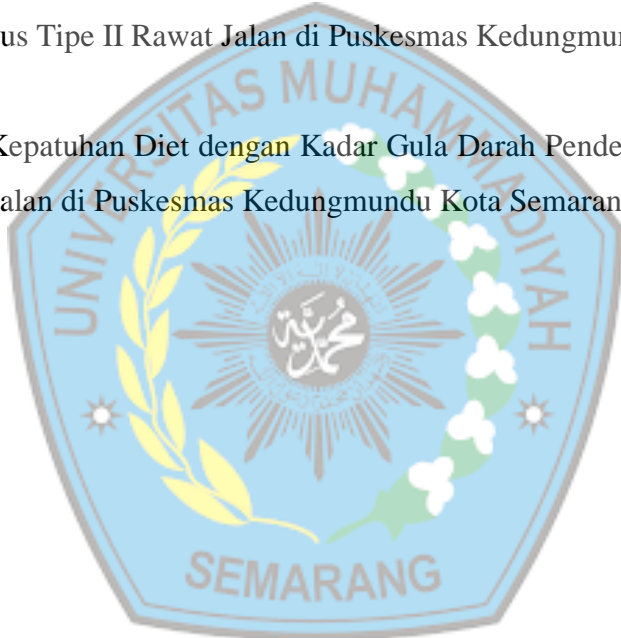 us Tipe II Rawat Jalan di Puskesmas Kedungmun
UNIVERSITAS MUHAMMADIYAH
Kepatuhan Diet dengan Kadar Gula Darah Pende
alan di Puskesmas Kedungmundu Kota Semaran
محمدية
SEMARANG